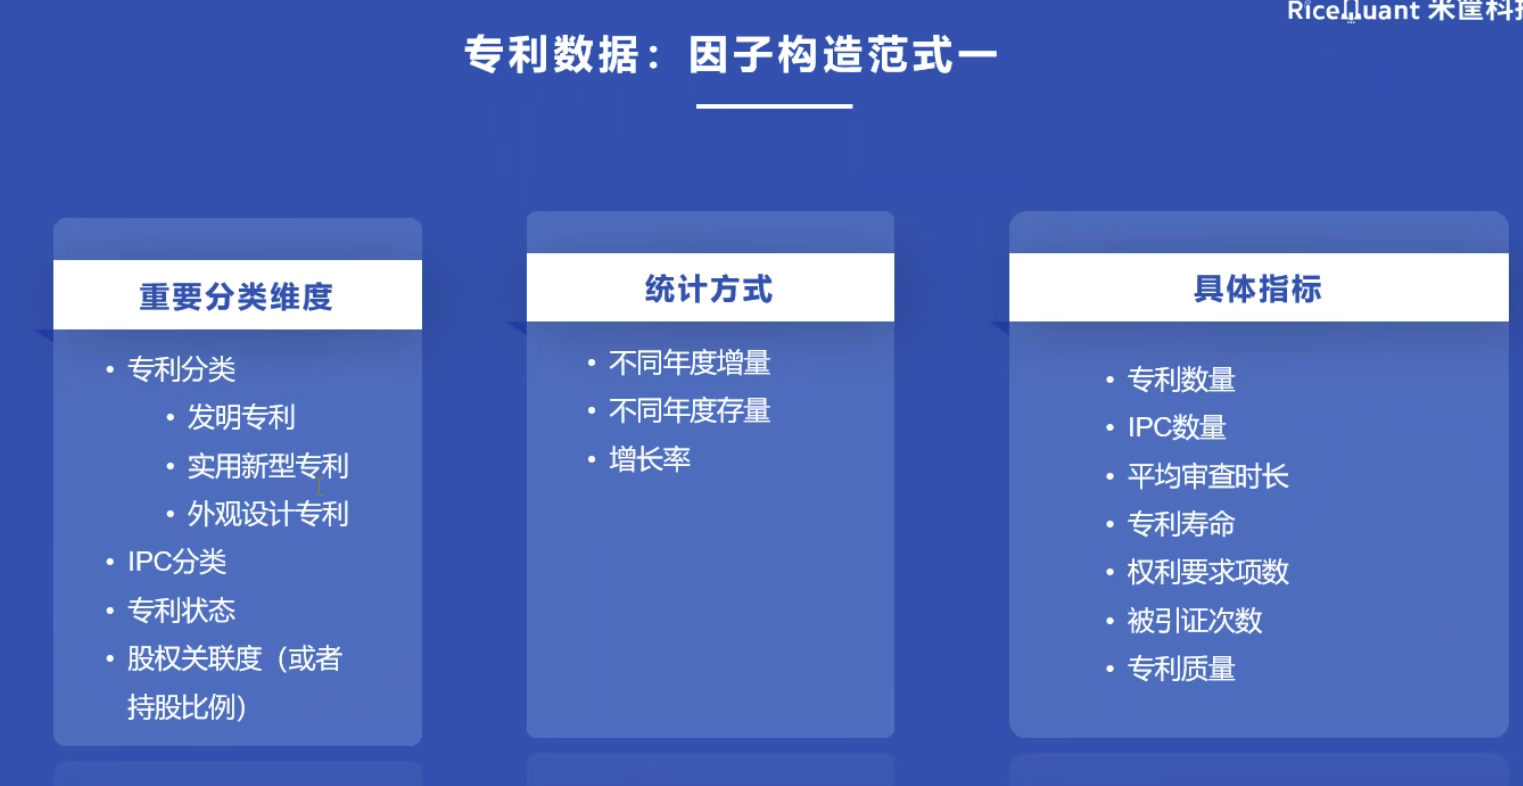 RiceQuant 米筐科技
专利数据：因子构造范式一
重要分类维度
• 专利分类
• 发明专利
• 实用新型专利
• 外观设计专利
• IPC分类
• 专利状态
• 股权关联度（或者
持股比例）
统计方式
• 不同年度增量
• 不同年度存量
• 增长率
具体指标
• 专利数量
• IPC数量
• 平均审查时长
• 专利寿命
• 权利要求项数
• 被引证次数
• 专利质量